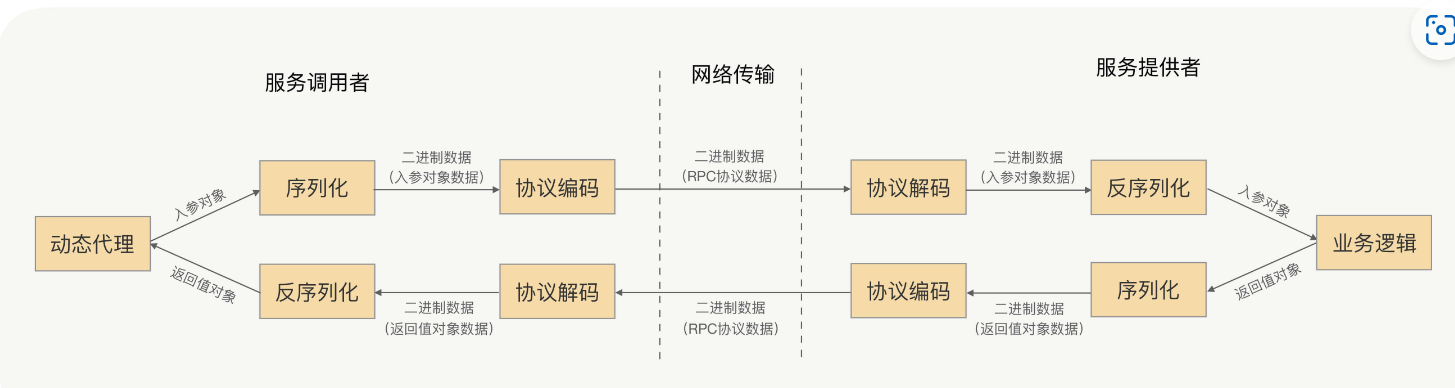 服务调用者
网络传输
服务提供者
二进制数据
(入参对象数据)
二进制数据
(RPC协议数据)
二进制数据
(入参对象数据)
序列化
协议编码
协议解码
反序列化
入参对象
入参对象
动态代理
业务逻辑
返回值对象
返回值对象
反序列化
协议解码
协议编码
序列化
二进制数据
(返回值对象数据)
二进制数据
(RPC协议数据)
二进制数据
(返回值对象数据)